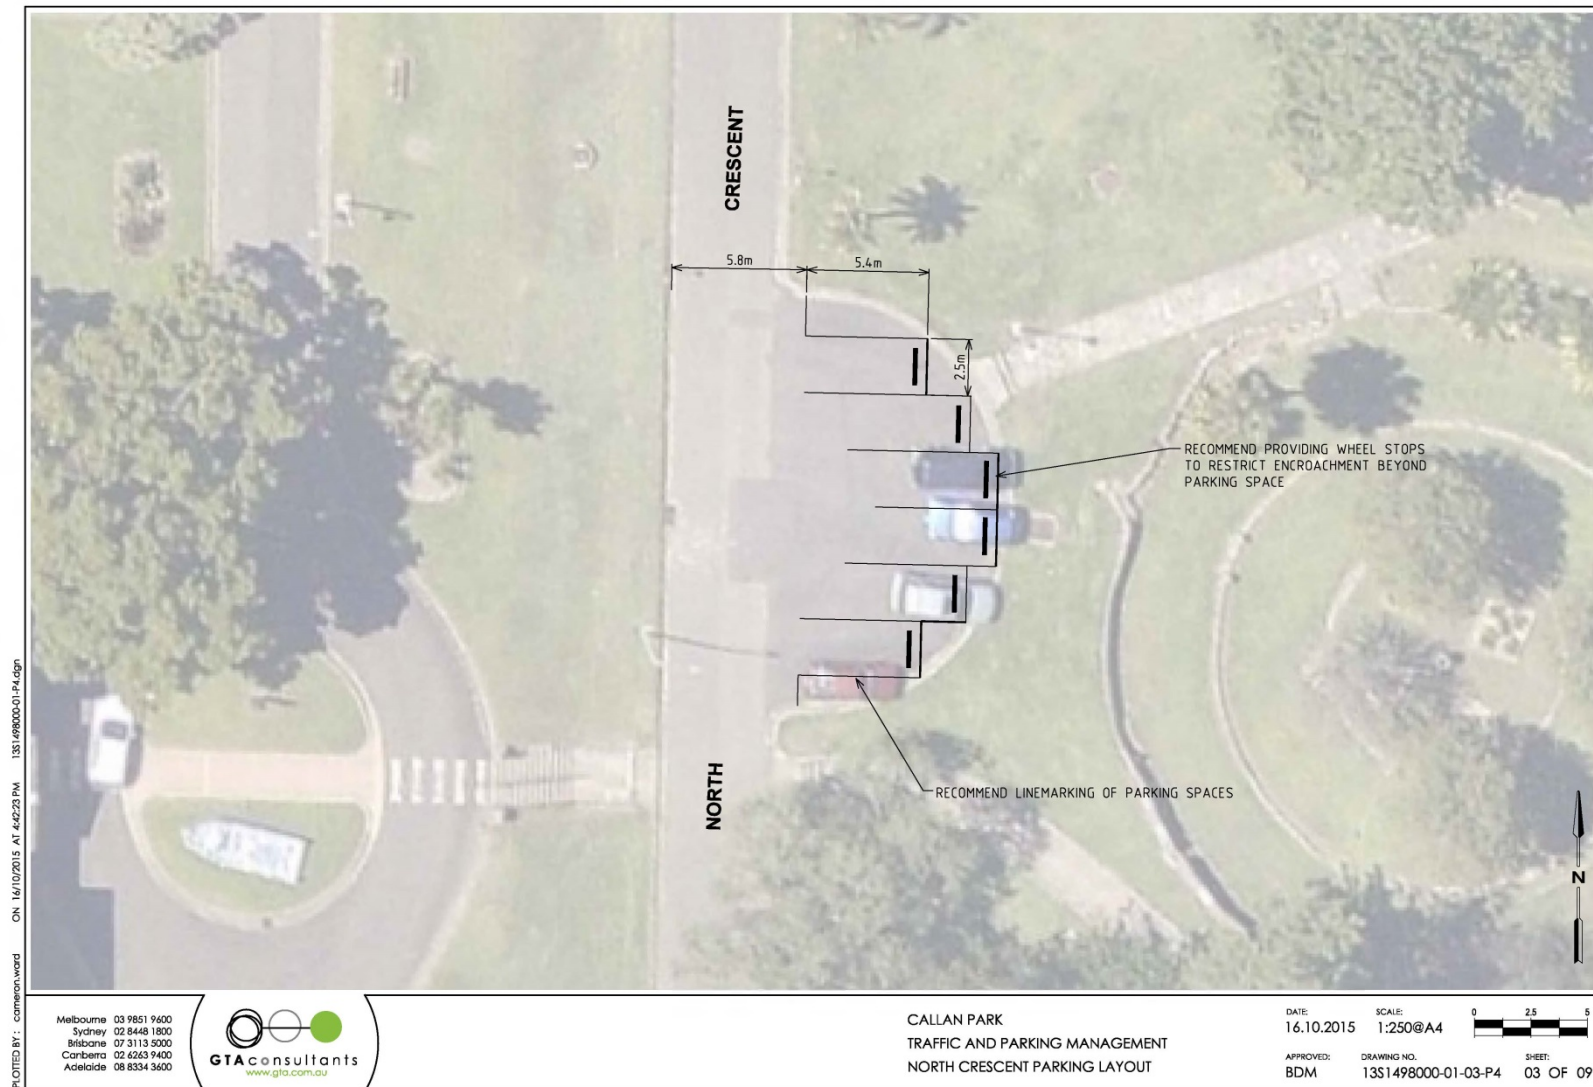 CRESCENT
5.8m
5.4m
2.5m
RECOMMEND PROVIDING WHEEL STOPS
TO RESTRICT ENCROACHMENT BEYOND
PARKING SPACE
RECOMMEND LINEMARKING OF PARKING SPACES
NORTH
N
PLOTTED BY : cameron.ward ON 16/10/2015 AT 4:42:23 PM 13S1498000-01-P4.dgn
Melbourne 03 9851 9600
Sydney 02 8448 1800
Brisbane 07 3113 5000
Canberra 02 6263 9400
Adelaide 08 8334 3600
GTAconsultants
www.gta.com.au
CALLAN PARK
TRAFFIC AND PARKING MANAGEMENT
NORTH CRESCENT PARKING LAYOUT
DATE:
16.10.2015
SCALE:
1:250@A4
0 2.5 5
APPROVED:
BDM
DRAWING NO.
13S1498000-01-03-P4
SHEET:
03 OF 09